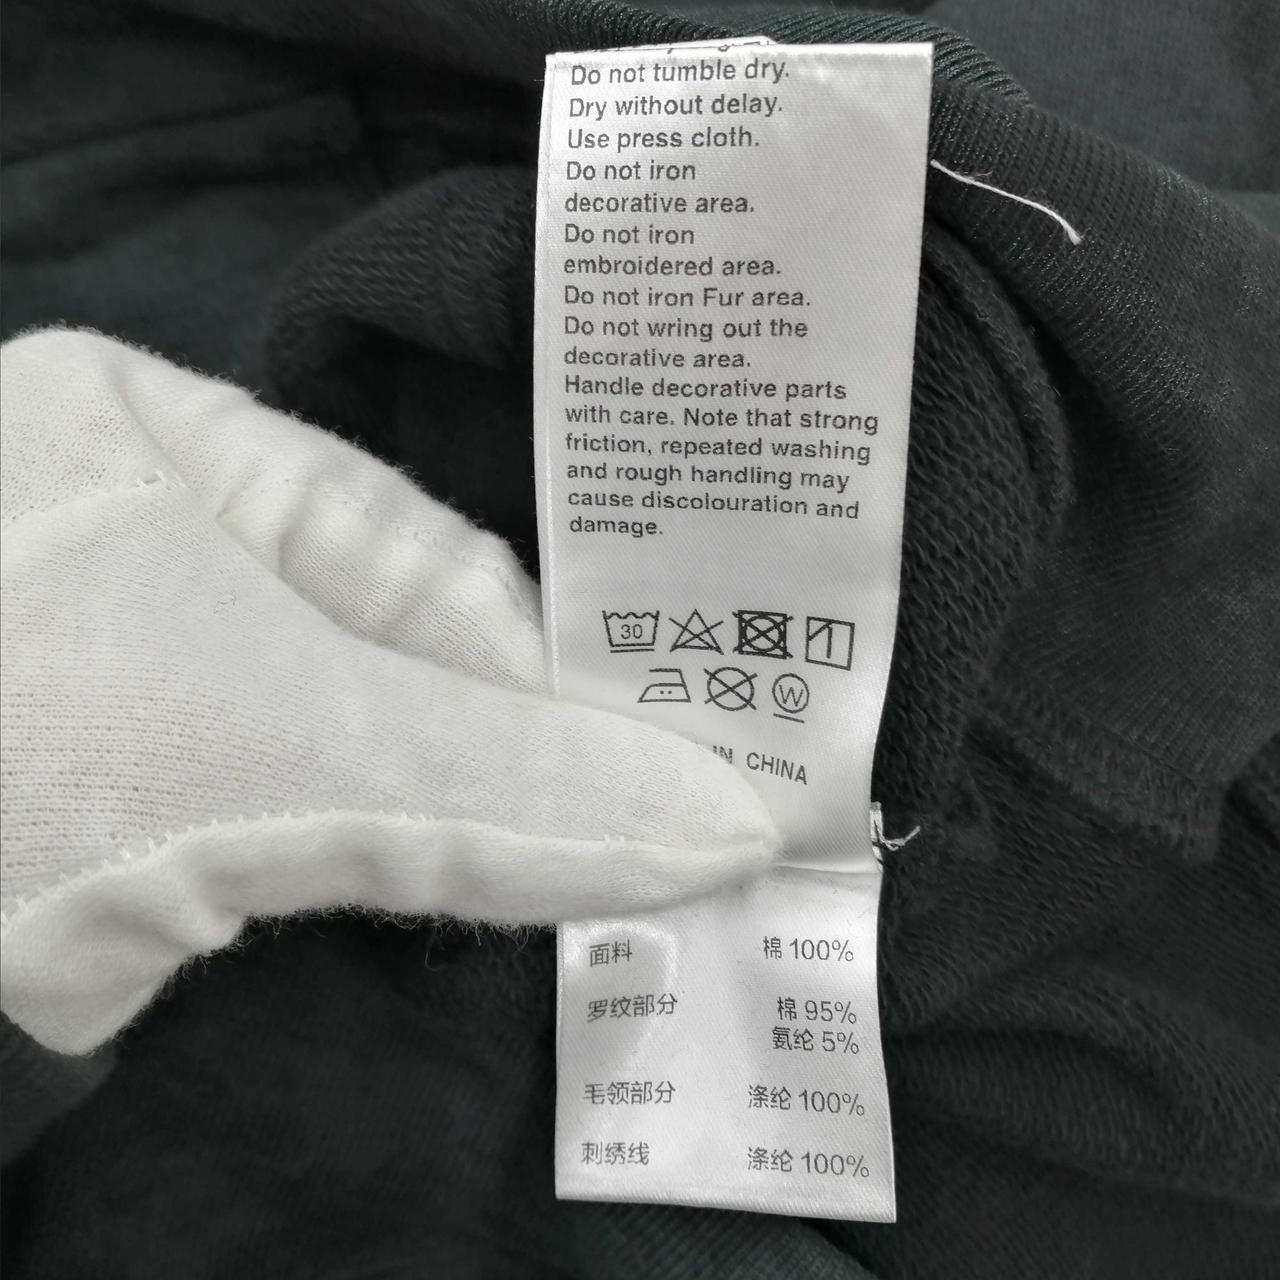 Do not tumble dry.
Dry without delay.
Use press cloth.
Do not iron
decorative area.
Do not iron
embroidered area.
Do not iron Fur area.
Do not wring out the
decorative area.
Handle decorative parts
with care. Note that strong
friction, repeated washing
and rough handling may
cause discolouration and
damage.
30
W
IN CHINA
面料 棉 100%
罗纹部分 棉 95%
氨纶 5%
毛领部分 涤纶 100%
刺绣线 涤纶 100%